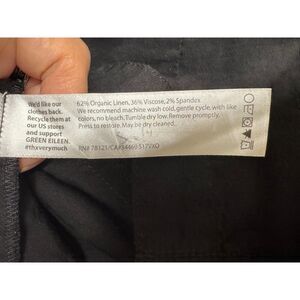 We'd like our
clothes back.
Recycle them at
our US stores
and support
GREEN EILEEN.
#thxverymuch
62% Organic Linen, 36% Viscose, 2% Spandex
We recommend machine wash cold, gentle cycle, with like
colors, no bleach. Tumble dry low. Remove promptly.
Press to restore. May be dry cleaned.
RN# 78121/CA#34469 S17VXO